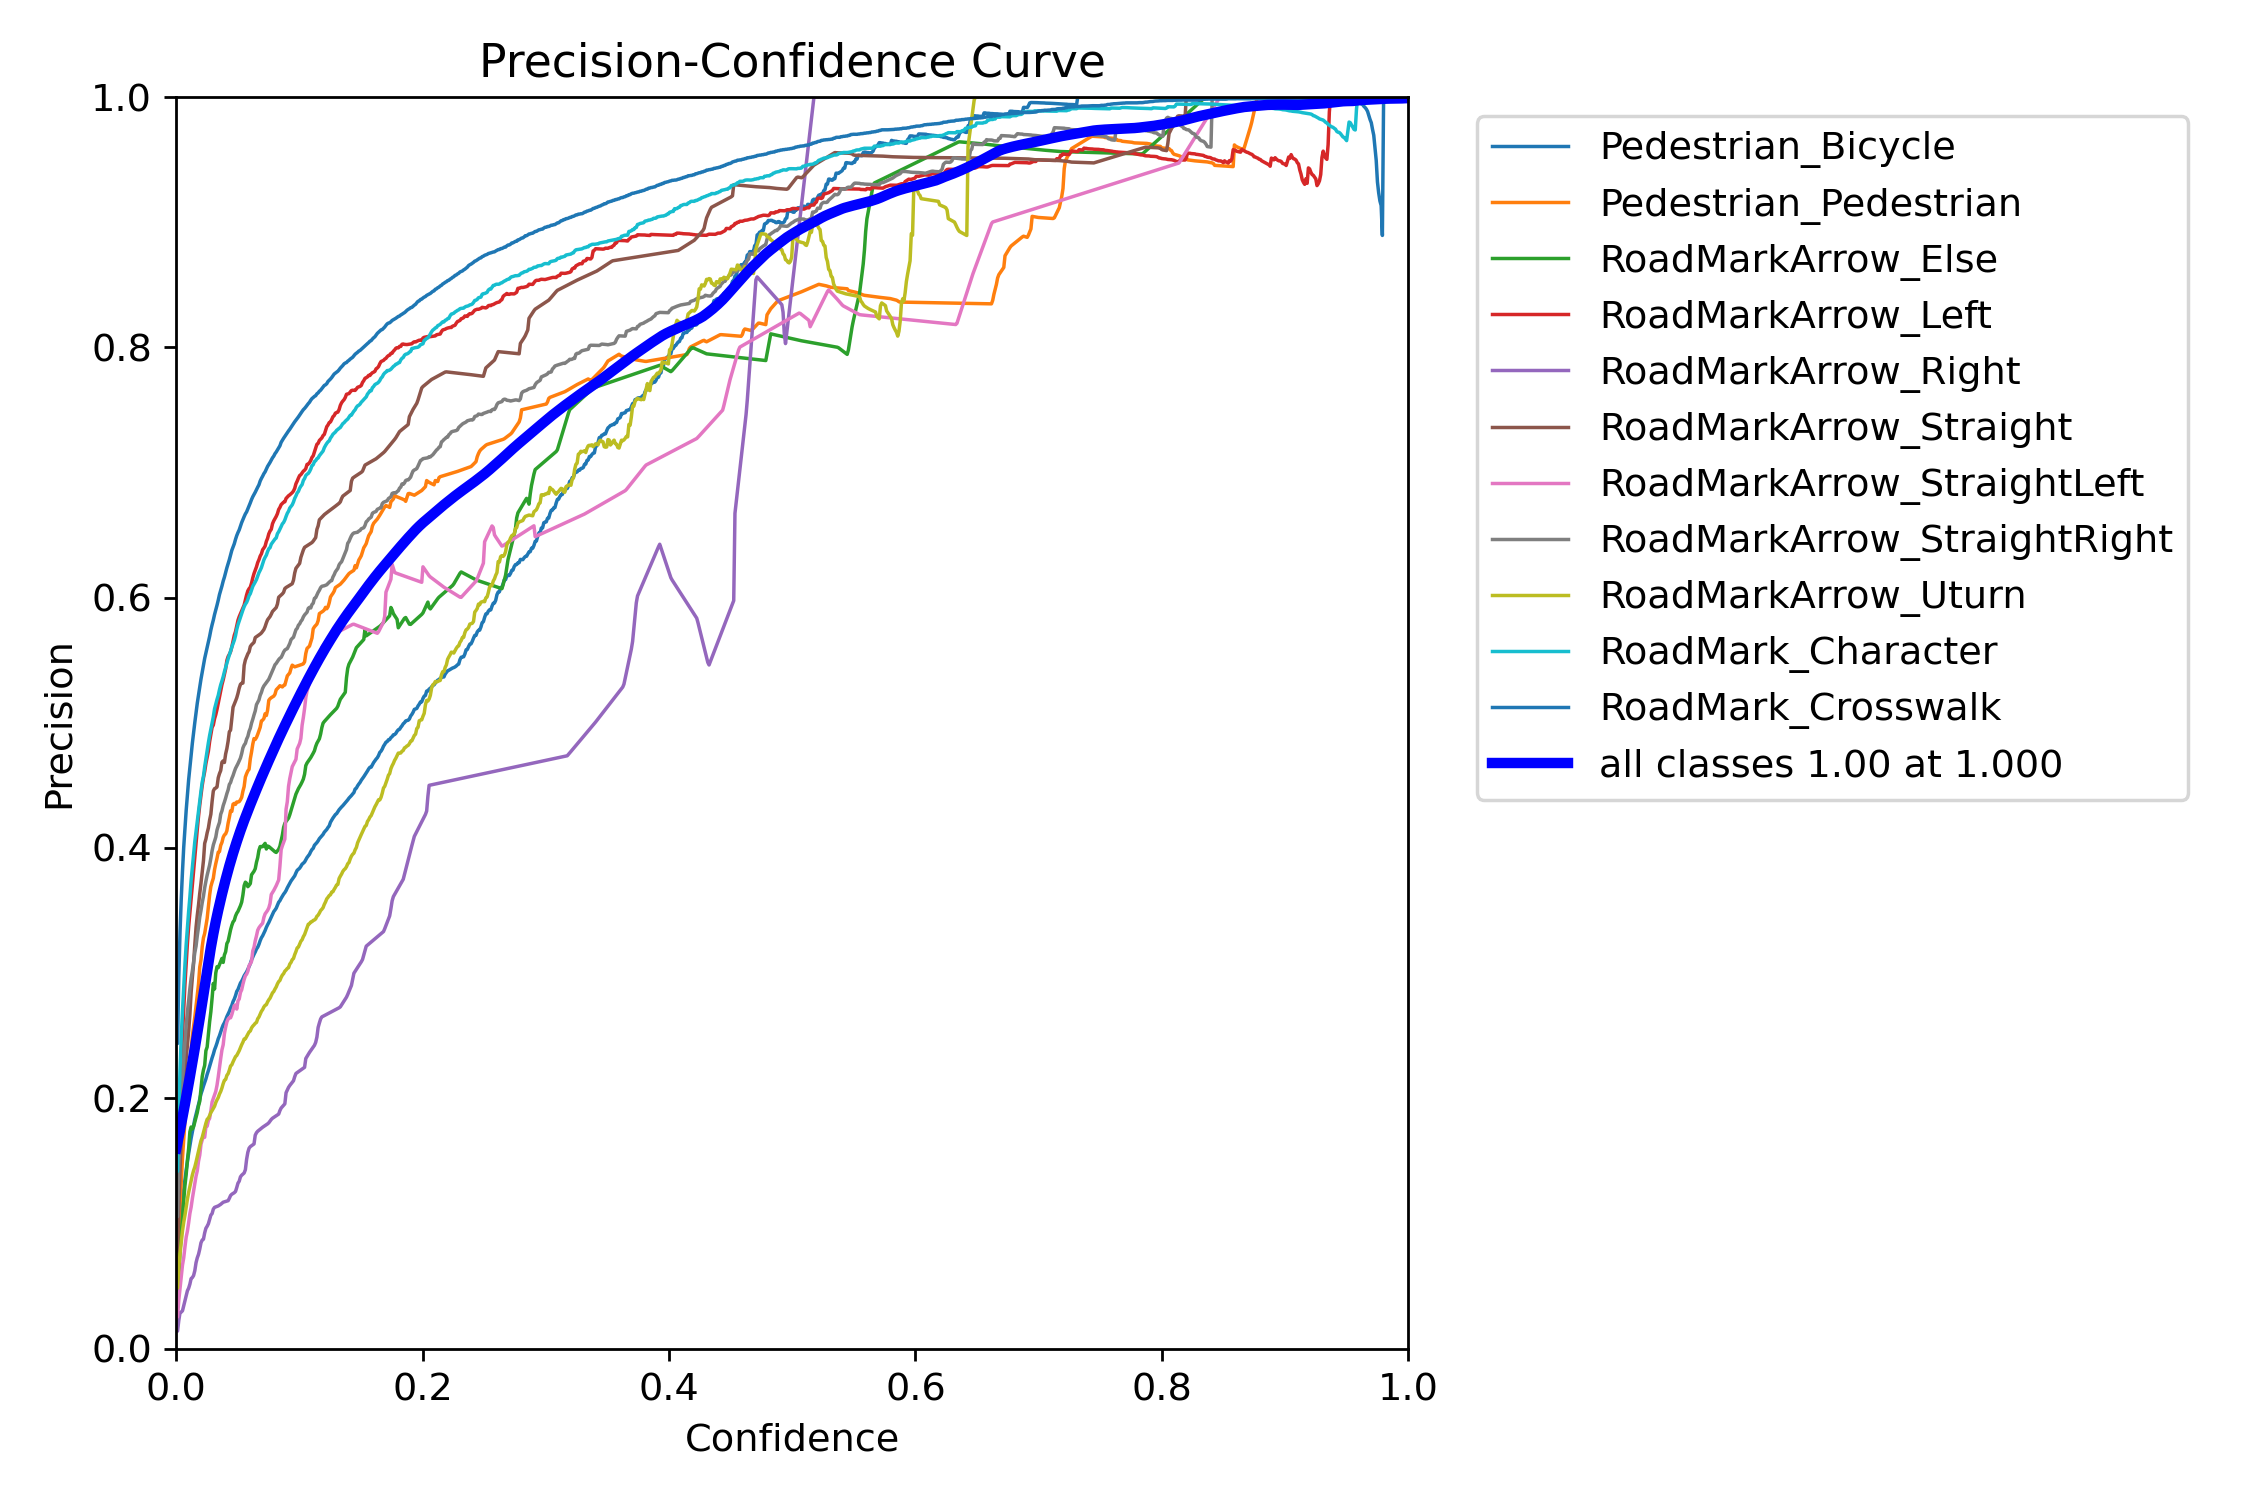 Precision-Confidence Curve
1.0
0.8
0.6
0.4
0.2
0.0
Precision
0.0 0.2 0.4 0.6 0.8 1.0
Confidence
Pedestrian_Bicycle
Pedestrian_Pedestrian
RoadMarkArrow_Else
RoadMarkArrow_Left
RoadMarkArrow_Right
RoadMarkArrow_Straight
RoadMarkArrow_StraightLeft
RoadMarkArrow_StraightRight
RoadMarkArrow_Uturn
RoadMark_Character
RoadMark_Crosswalk
all classes 1.00 at 1.000